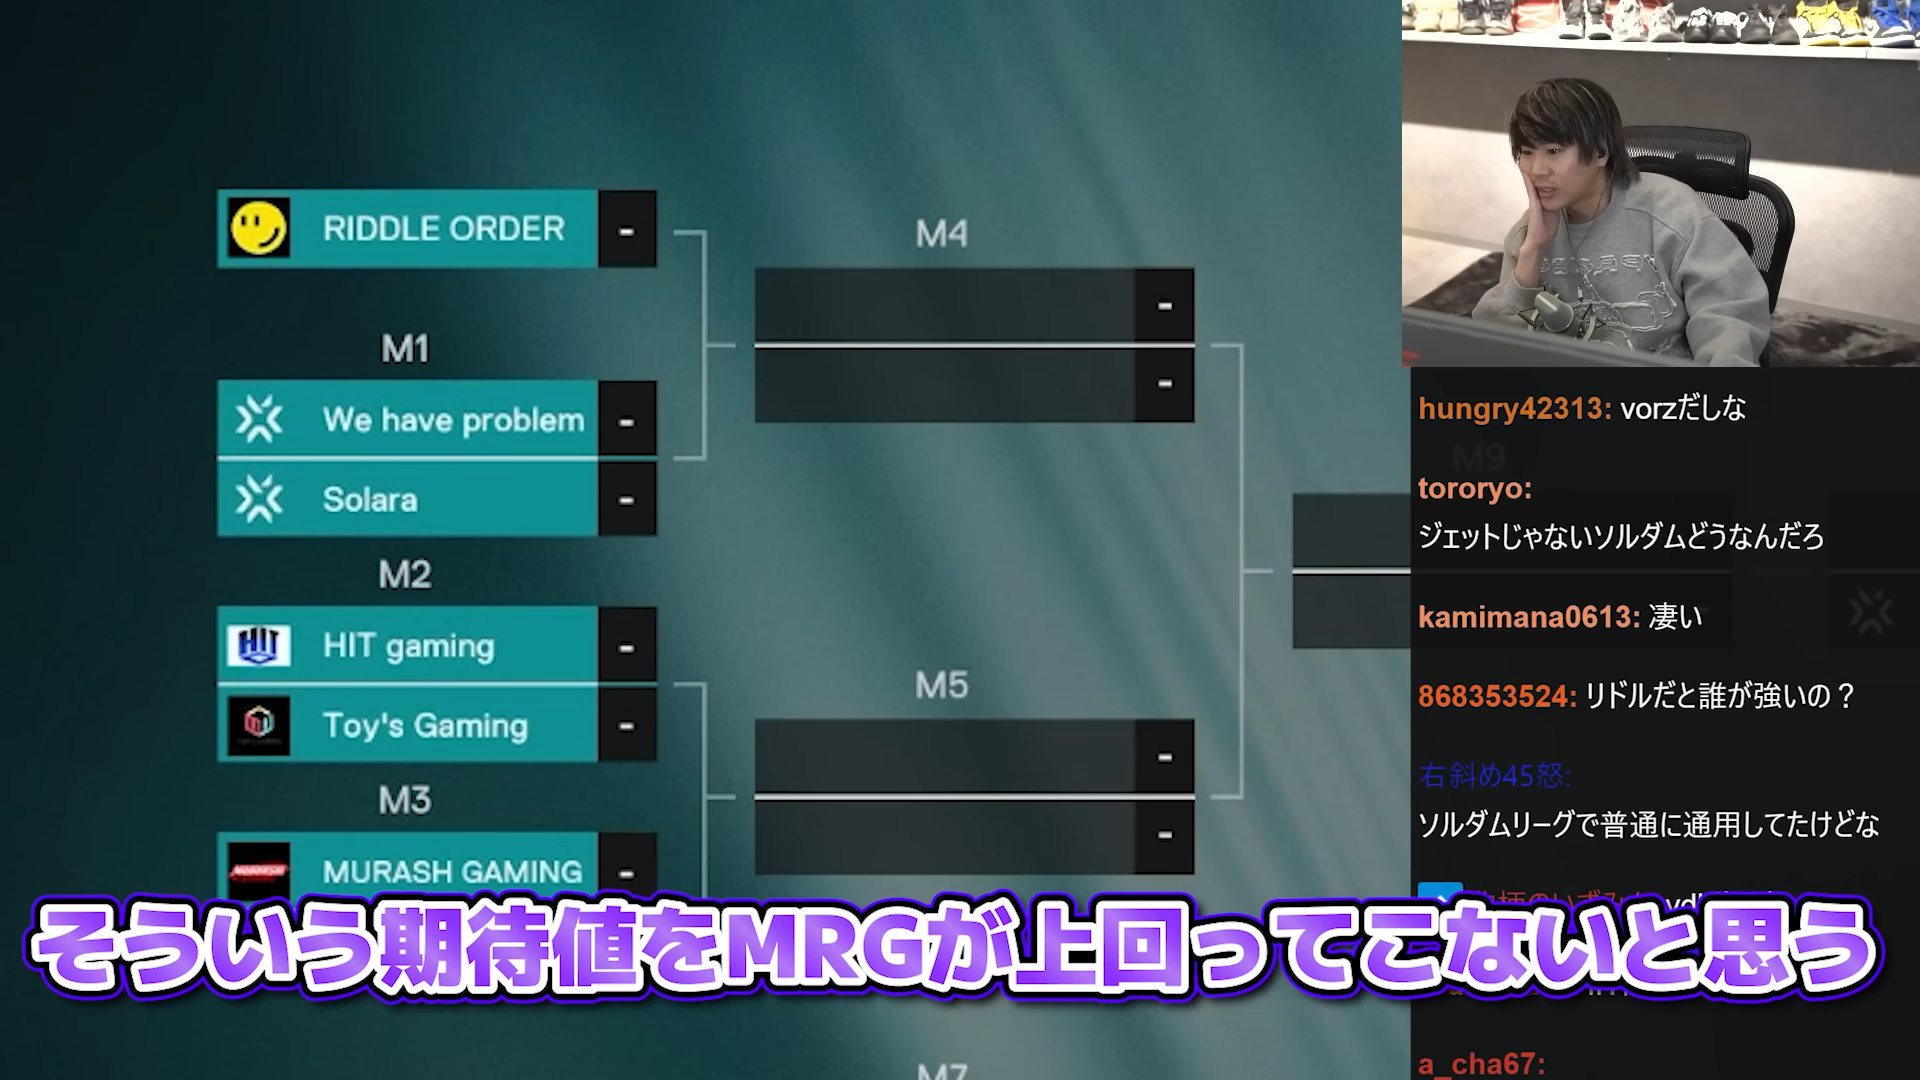 RIDDLE ORDER -
M1
We have problem -
Solara -
M2
HIT gaming -
Toy's Gaming -
M3
MURASH GAMING -
M4
-
-
M5
-
-
M7
M9
HIT
hungry42313: vorzだしな
tororyo:
ジェットじゃないソルダムどうなんだろ
kamimana0613: 凄い
868353524: リドルだと誰が強いの？
右斜め45怒:
ソルダムリーグで普通に通用してたけどな
a_cha67:
そういう期待値をMRGが上回ってこないと思う